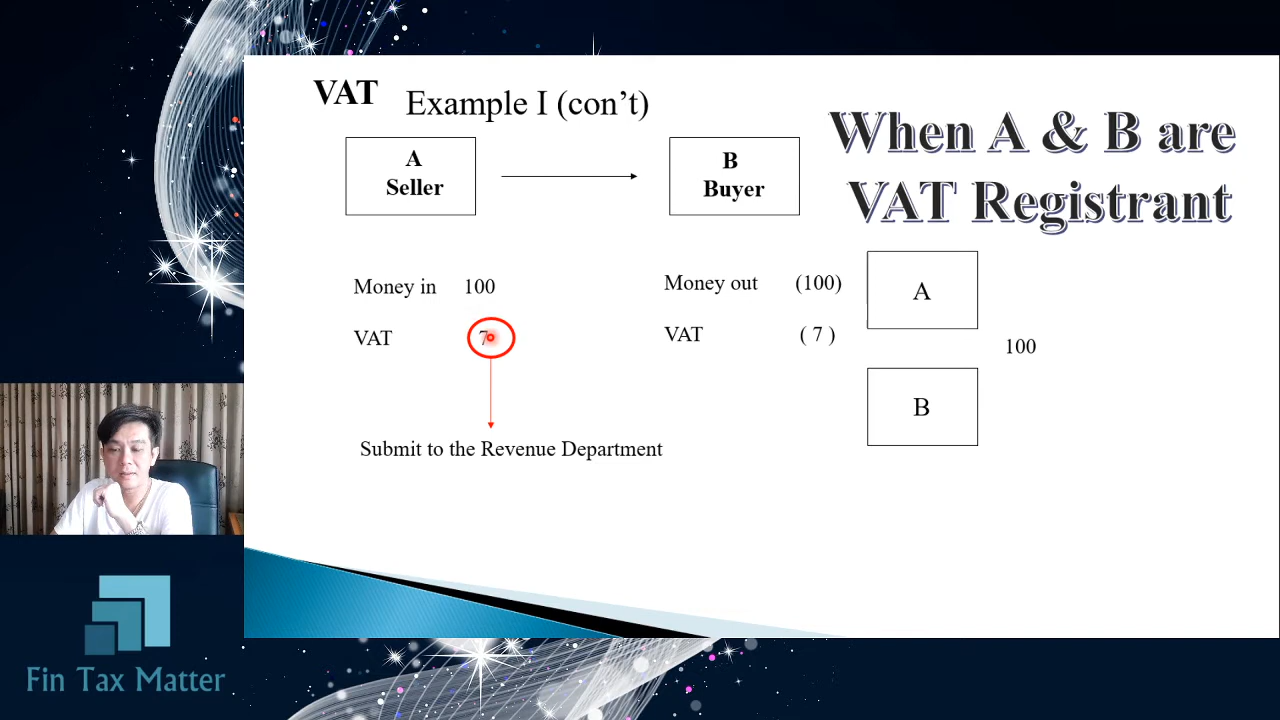 VAT Example I (con’t)
When A & B are
VAT Registrant
A
Seller
B
Buyer
Money in 100
VAT 7
Submit to the Revenue Department
Money out (100)
VAT ( 7 )
A
100
B
Fin Tax Matter